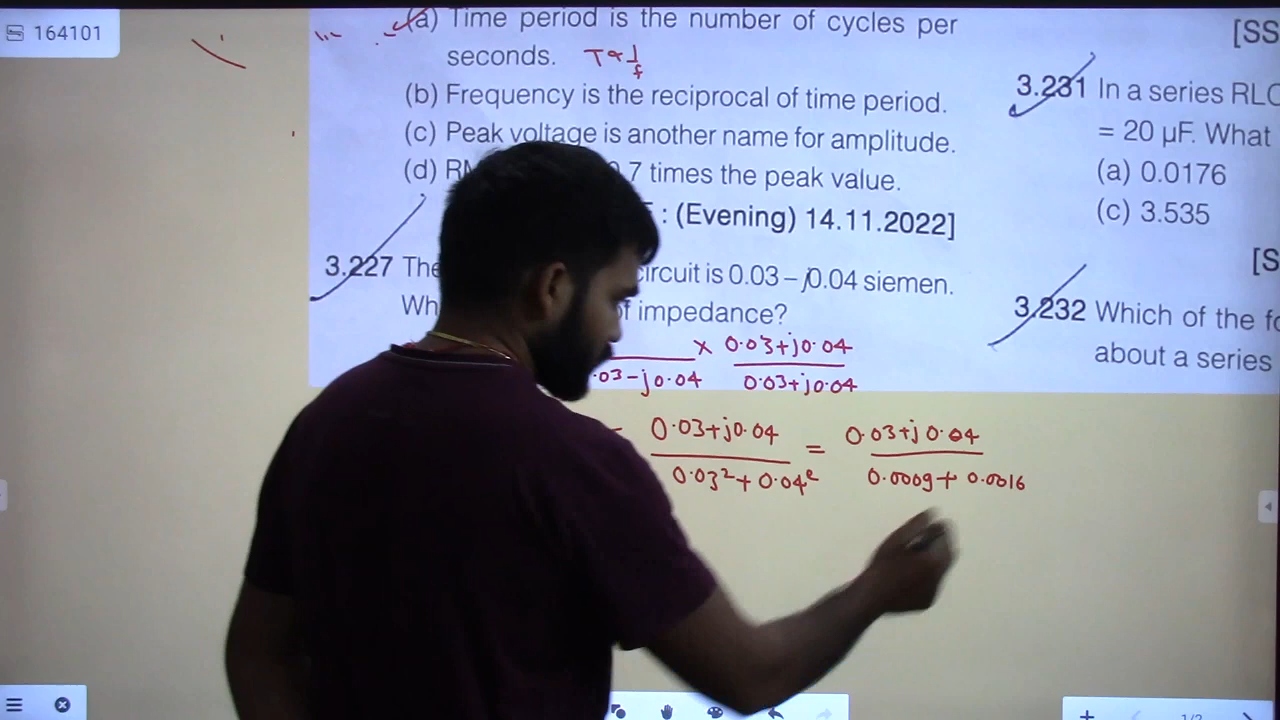 164101
(a) Time period is the number of cycles per
seconds. T∝1/f
(b) Frequency is the reciprocal of time period.
(c) Peak voltage is another name for amplitude.
(d) 7 times the peak value.
: (Evening) 14.11.2022]
3.227 The circuit is 0.03 – j0.04 siemen.
of impedance?
× 0.03+j0.04
.03-j0.04 0.03+j0.04
0.03+j0.04 = 0.03+j0.04
0.03²+0.04² 0.0009+0.0016
[SS
3.231 In a series RLC
= 20 µF. What
(a) 0.0176
(c) 3.535
[S
3.232 Which of the
about a series
1/2